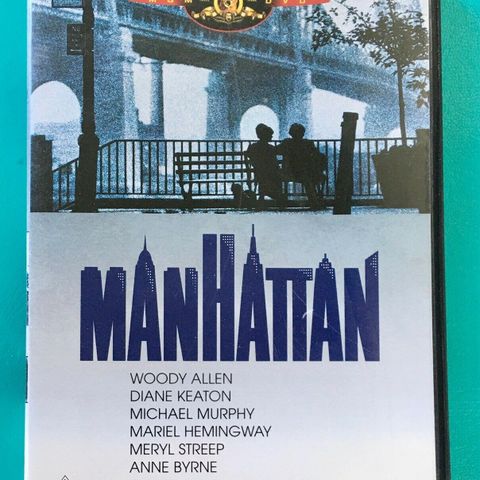 MANHATTAN
WOODY ALLEN
DIANE KEATON
MICHAEL MURPHY
MARIEL HEMINGWAY
MERYL STREEP
ANNE BYRNE